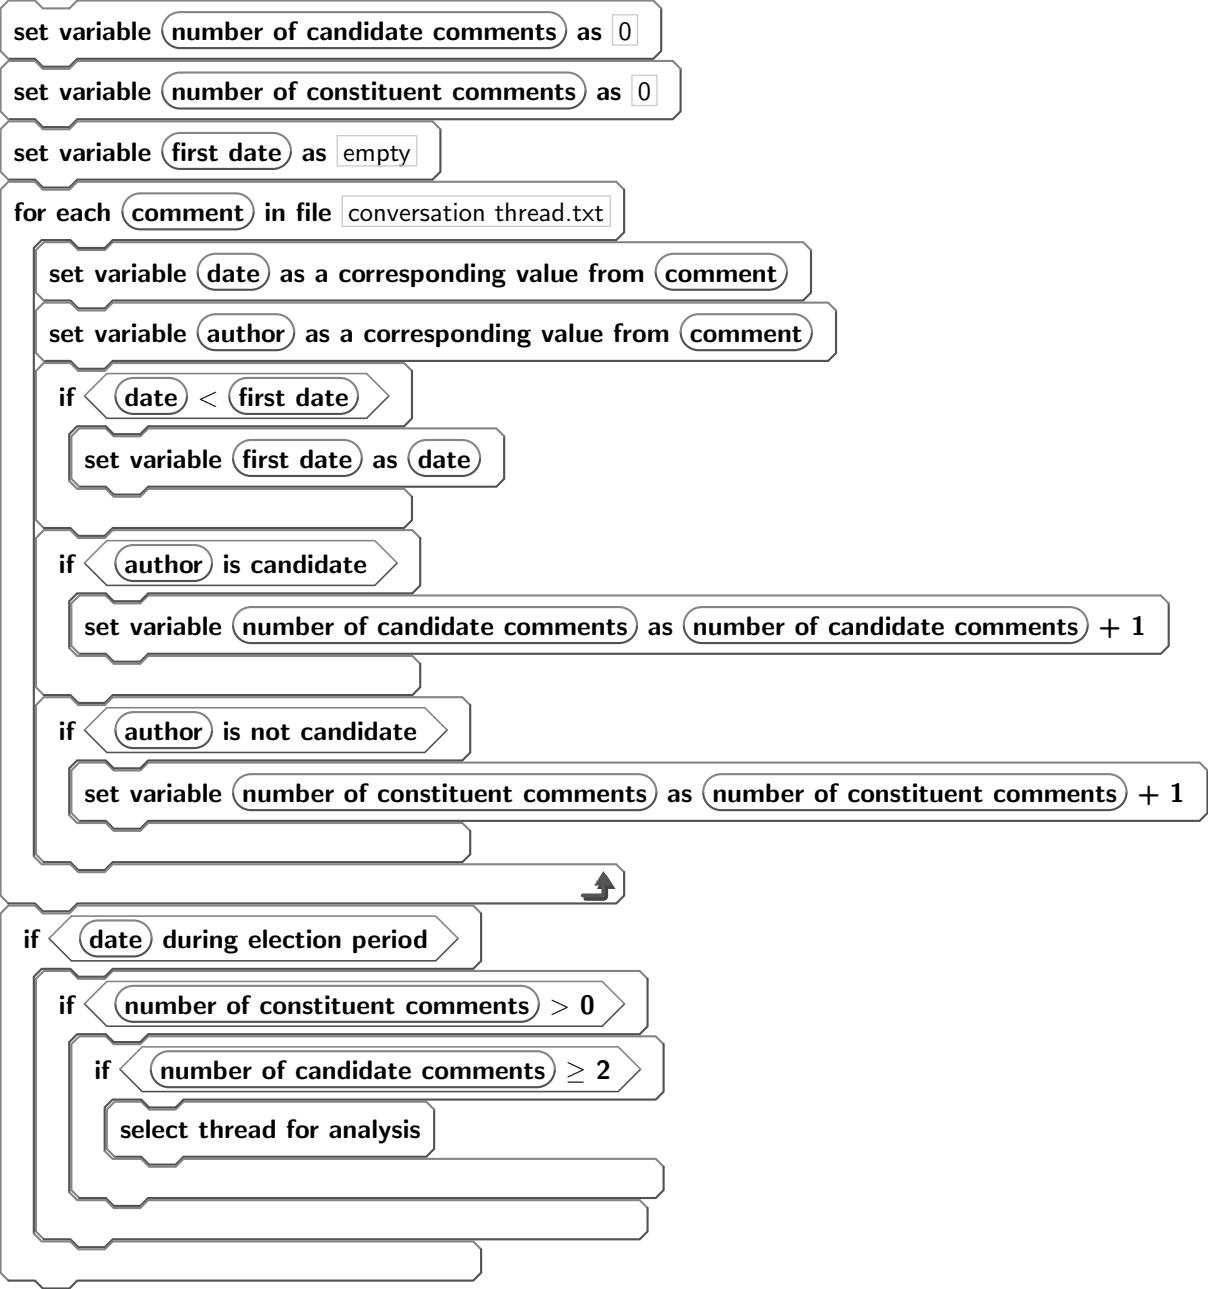 set variable number of candidate comments as 0
set variable number of constituent comments as 0
set variable first date as empty
for each comment in file conversation thread.txt
set variable date as a corresponding value from comment
set variable author as a corresponding value from comment
if date < first date
set variable first date as date
if author is candidate
set variable number of candidate comments as number of candidate comments + 1
if author is not candidate
set variable number of constituent comments as number of constituent comments + 1
if date during election period
if number of constituent comments > 0
if number of candidate comments ≥ 2
select thread for analysis